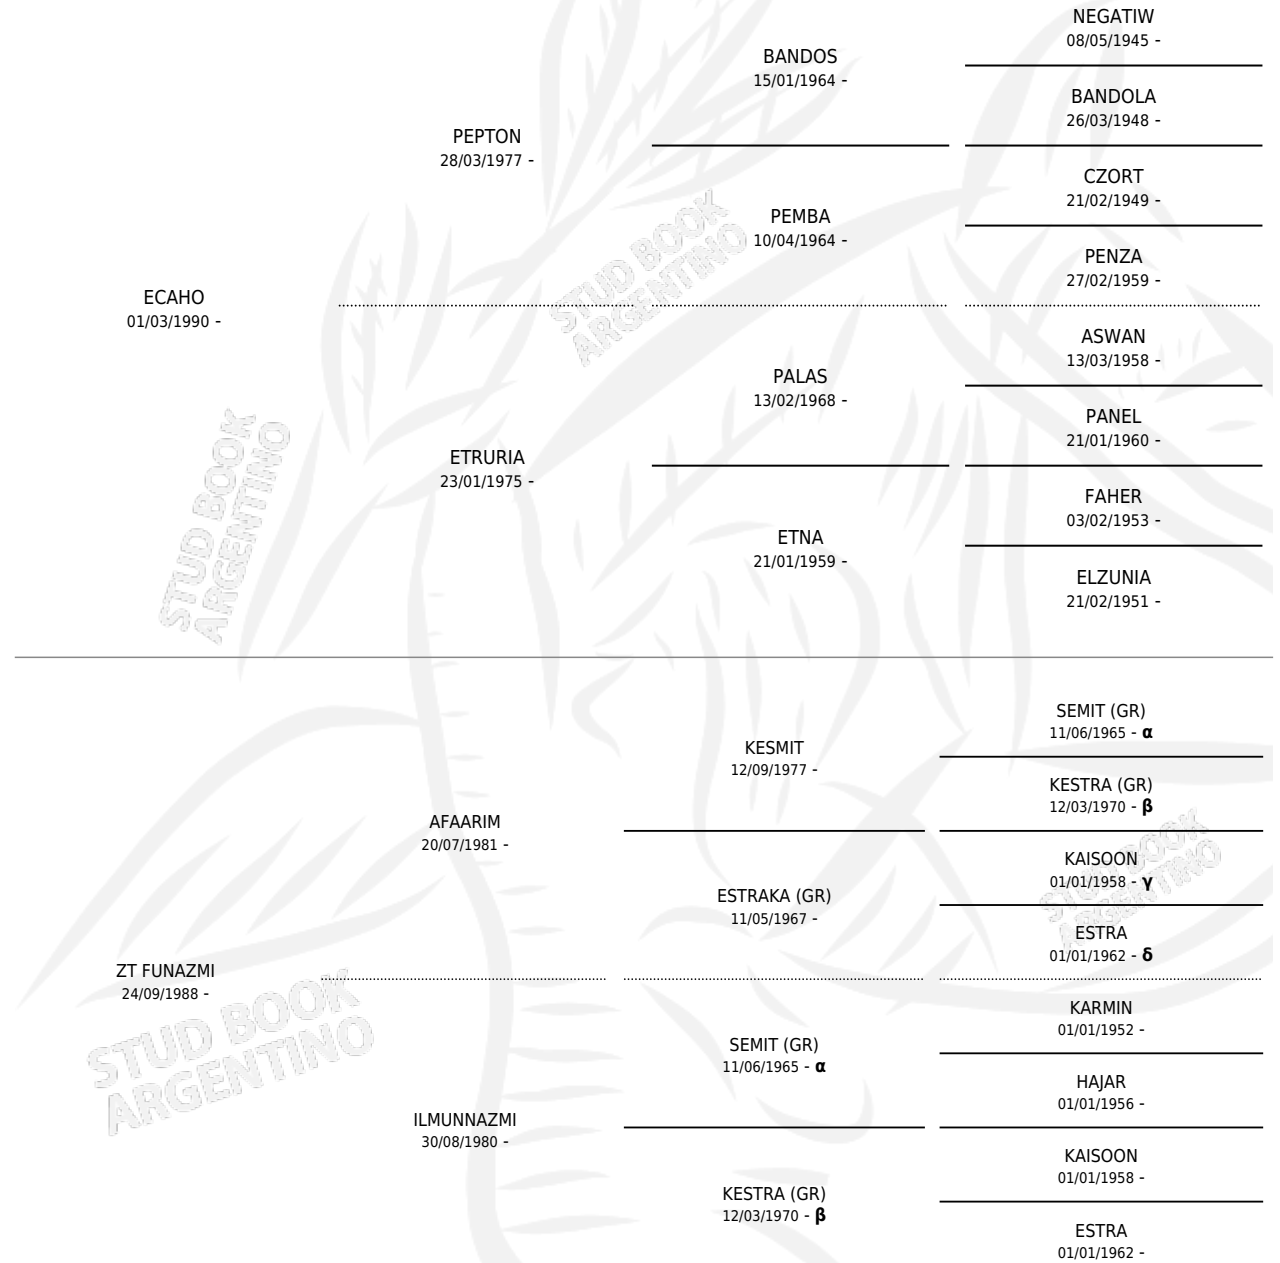 NEGATIW
08/05/1945 -
BANDOS
15/01/1964 -
BANDOLA
26/03/1948 -
PEPTON
28/03/1977 -
CZORT
21/02/1949 -
PEMBA
10/04/1964 -
PENZA
27/02/1959 -
ECAHO
01/03/1990 -
ASWAN
13/03/1958 -
PALAS
13/02/1968 -
PANEL
21/01/1960 -
ETRURIA
23/01/1975 -
FAHER
03/02/1953 -
ETNA
21/01/1959 -
ELZUNIA
21/02/1951 -
SEMIT (GR)
11/06/1965 - α
KESMIT
12/09/1977 -
KESTRA (GR)
12/03/1970 - β
AFAARIM
20/07/1981 -
KAISOON
01/01/1958 - γ
ESTRAKA (GR)
11/05/1967 -
ESTRA
01/01/1962 - δ
ZT FUNAZMI
24/09/1988 -
KARMIN
01/01/1952 -
SEMIT (GR)
11/06/1965 - α
HAJAR
01/01/1956 -
ILMUNNAZMI
30/08/1980 -
KAISOON
01/01/1958 -
KESTRA (GR)
12/03/1970 - β
ESTRA
01/01/1962 -
STUD BOOK
ARGENTINO
STUD BOOK
ARGENTINO
STUD BOOK
ARGENTINO
STUD BOOK
ARGENTINO